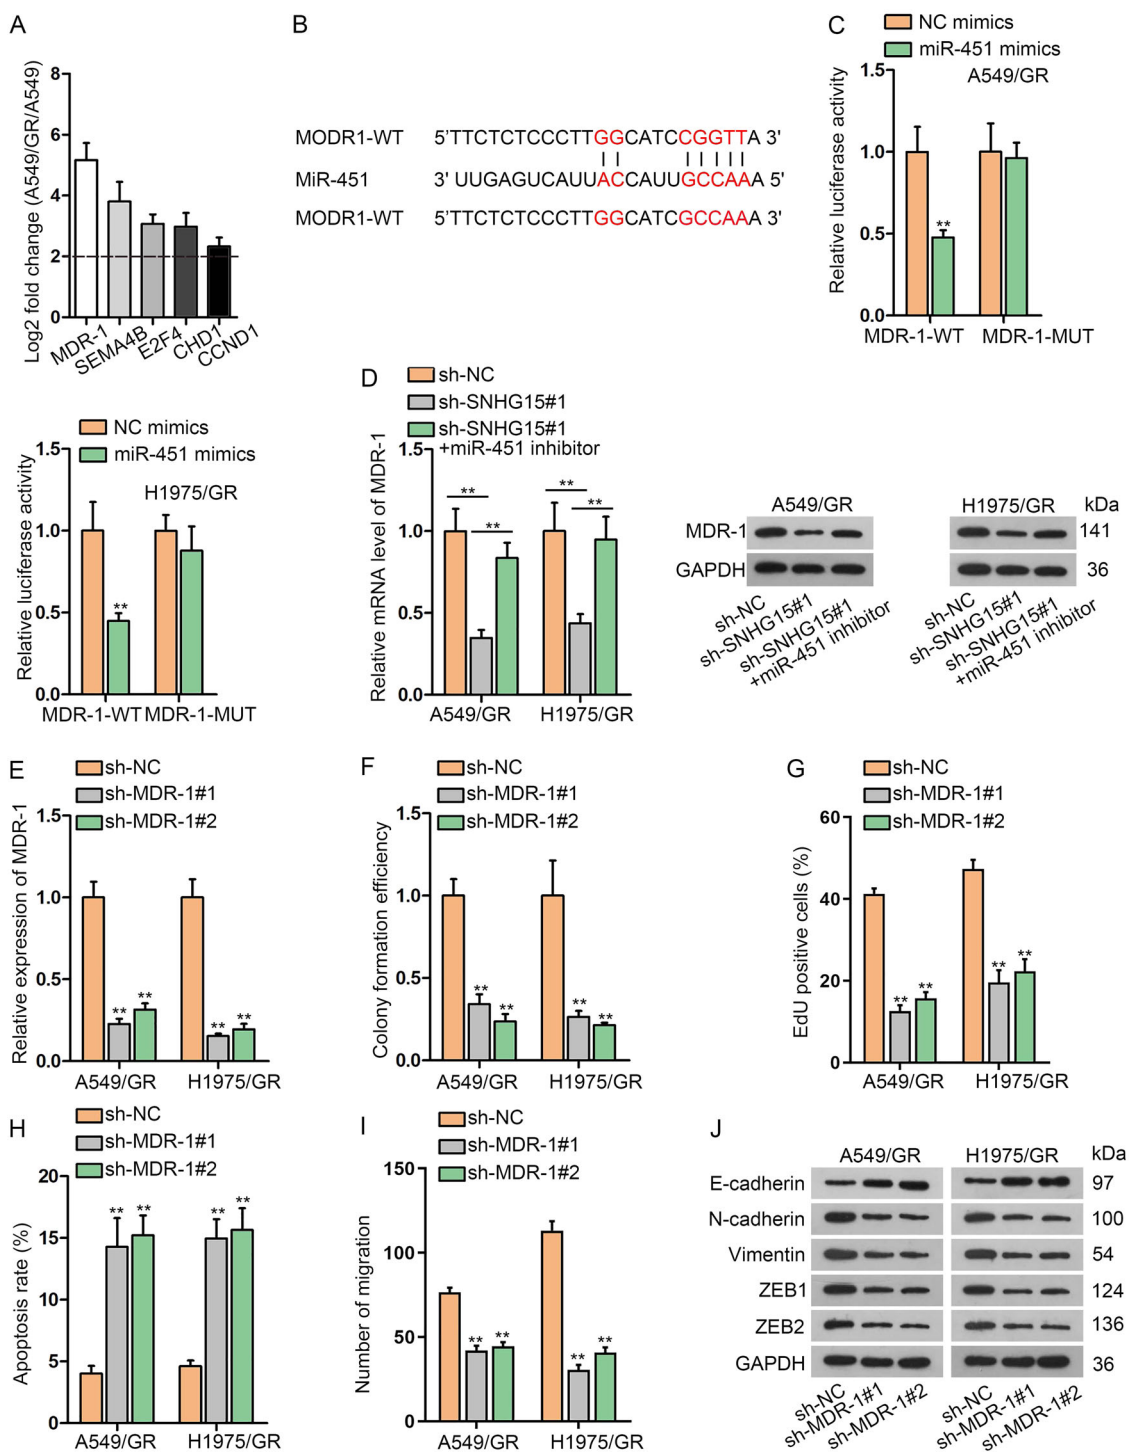 A
Log2 fold change (A549/GR/A549)
8
6
4
2
0
MDR-1
SEMA4B
E2F4
CHD1
CCND1
B
MODR1-WT 5'TTCTCTCCCTTGGCATCCGGTTA 3'
MiR-451 3' UUGAGUCAUUACCAUUGCCAAA 5'
MODR1-WT 5'TTCTCTCCCTTGGCATCGCCAAA 3'
C
NC mimics
miR-451 mimics
A549/GR
Relative luciferase activity
1.5
1.0
0.5
0.0
**
MDR-1-WT MDR-1-MUT
NC mimics
miR-451 mimics
H1975/GR
Relative luciferase activity
1.5
1.0
0.5
0.0
**
MDR-1-WT MDR-1-MUT
D
sh-NC
sh-SNHG15#1
sh-SNHG15#1
+miR-451 inhibitor
Relative mRNA level of MDR-1
1.5
1.0
0.5
0.0
** **
** **
A549/GR H1975/GR
A549/GR H1975/GR kDa
MDR-1 141
GAPDH 36
sh-NC
sh-SNHG15#1
sh-SNHG15#1
+miR-451 inhibitor
sh-NC
sh-SNHG15#1
sh-SNHG15#1
+miR-451 inhibitor
E
sh-NC
sh-MDR-1#1
sh-MDR-1#2
Relative expression of MDR-1
1.5
1.0
0.5
0.0
** ** ** **
A549/GR H1975/GR
F
sh-NC
sh-MDR-1#1
sh-MDR-1#2
Colony formation efficiency
1.5
1.0
0.5
0.0
** ** ** **
A549/GR H1975/GR
G
sh-NC
sh-MDR-1#1
sh-MDR-1#2
EdU positive cells (%)
60
40
20
0
** ** ** **
A549/GR H1975/GR
H
sh-NC
sh-MDR-1#1
sh-MDR-1#2
Apoptosis rate (%)
20
15
10
5
0
** ** ** **
A549/GR H1975/GR
I
sh-NC
sh-MDR-1#1
sh-MDR-1#2
Number of migration
150
100
50
0
** ** ** **
A549/GR H1975/GR
J
A549/GR H1975/GR kDa
E-cadherin 97
N-cadherin 100
Vimentin 54
ZEB1 124
ZEB2 136
GAPDH 36
sh-NC
sh-MDR-1#1
sh-MDR-1#2
sh-NC
sh-MDR-1#1
sh-MDR-1#2